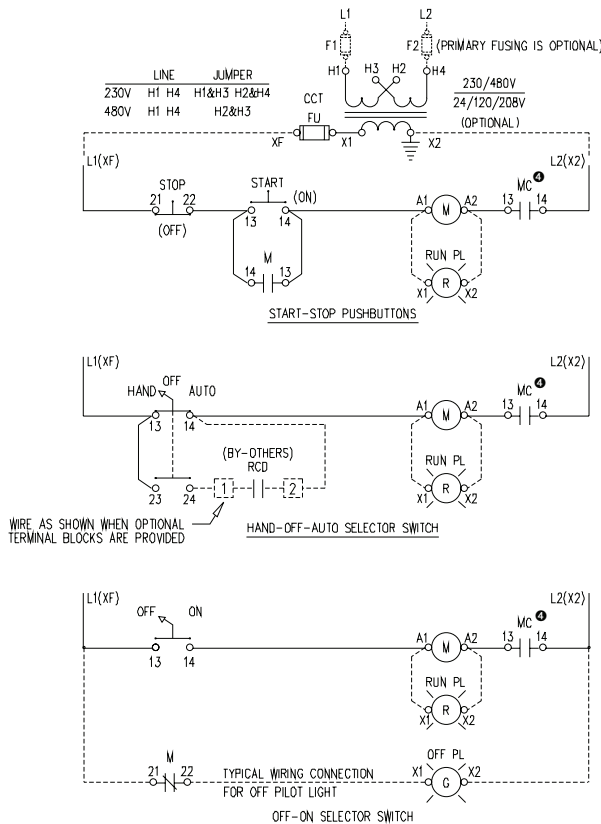 L1 L2
F1 F2 (PRIMARY FUSING IS OPTIONAL)
H1 H3 H2 H4
LINE JUMPER
230V H1 H4 H1&H3 H2&H4
480V H1 H4 H2&H3
230/480V
24/120/208V
(OPTIONAL)
CCT
FU
XF X1 X2
L1(XF) L2(X2)
STOP START MC 4
21 22 (ON) A1 M A2 13 14
(OFF) 13 14
M RUN PL
14 13 X1 R X2
START-STOP PUSHBUTTONS
L1(XF) L2(X2)
HAND OFF AUTO MC 4
13 14 A1 M A2 13 14
(BY-OTHERS) RUN PL
RCD
23 24 1 2 X1 R X2
WIRE AS SHOWN WHEN OPTIONAL
TERMINAL BLOCKS ARE PROVIDED
HAND-OFF-AUTO SELECTOR SWITCH
L1(XF) L2(X2)
OFF ON MC 4
13 14 A1 M A2 13 14
RUN PL
X1 R X2
M OFF PL
21 22 TYPICAL WIRING CONNECTION X1 G X2
FOR OFF PILOT LIGHT
OFF-ON SELECTOR SWITCH